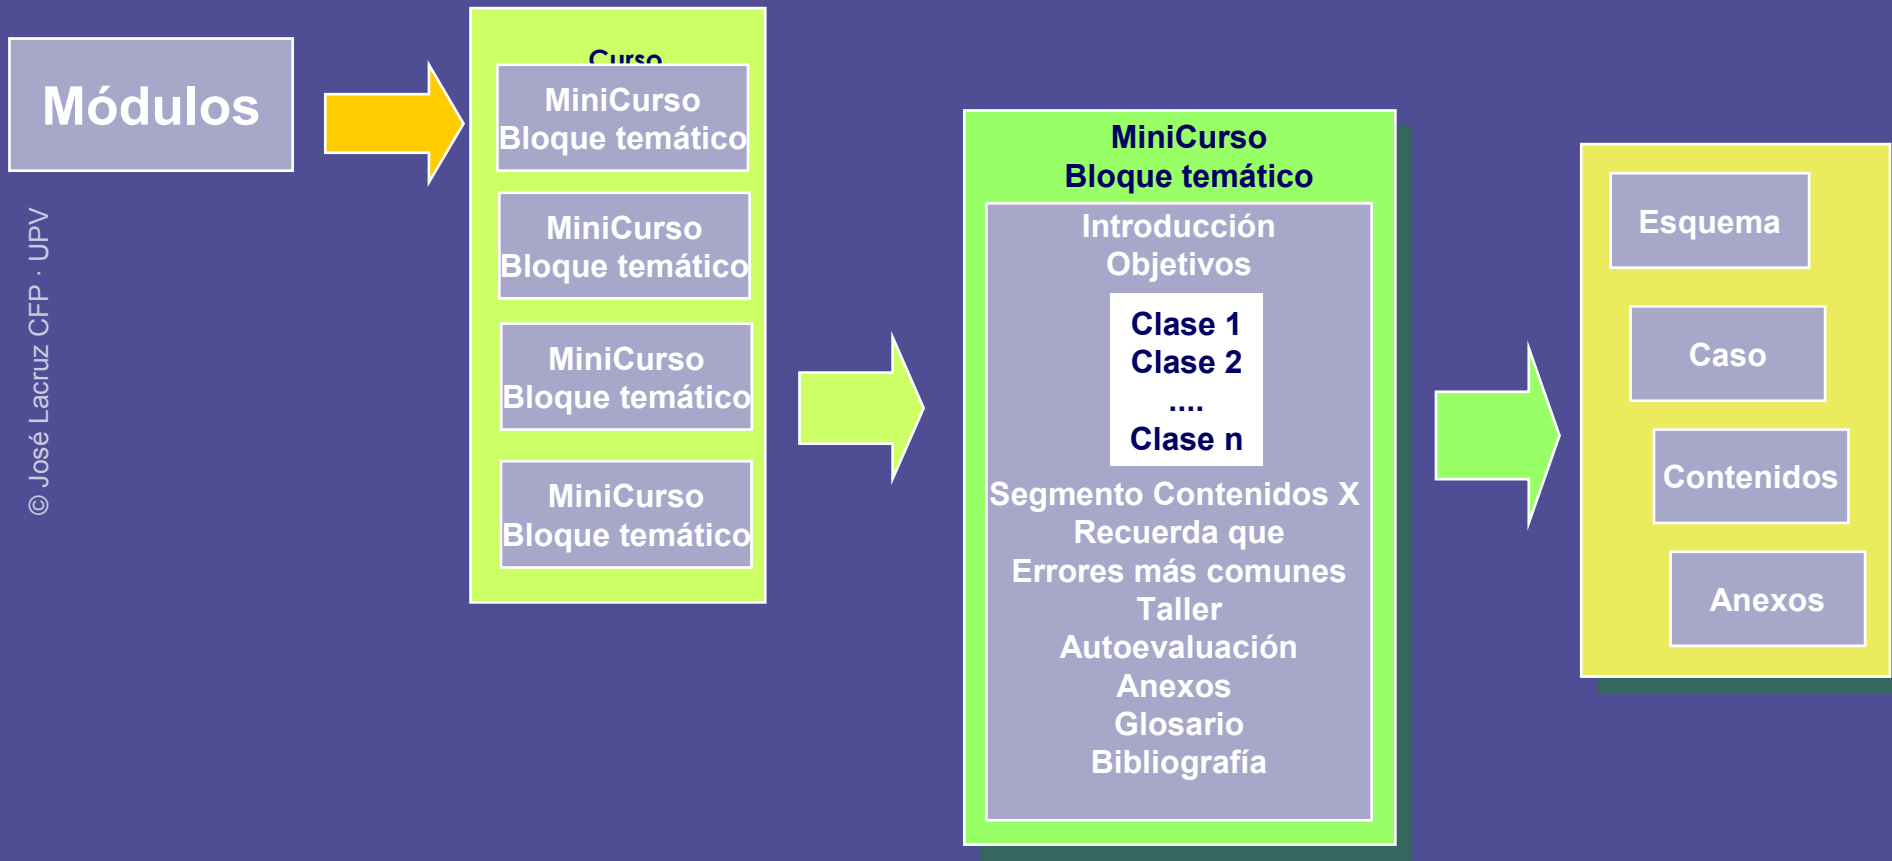 Módulos
© José Lacruz CFP · UPV
Curso
MiniCurso
Bloque temático
MiniCurso
Bloque temático
MiniCurso
Bloque temático
MiniCurso
Bloque temático
MiniCurso
Bloque temático
Introducción
Objetivos
Clase 1
Clase 2
....
Clase n
Segmento Contenidos X
Recuerda que
Errores más comunes
Taller
Autoevaluación
Anexos
Glosario
Bibliografía
Esquema
Caso
Contenidos
Anexos